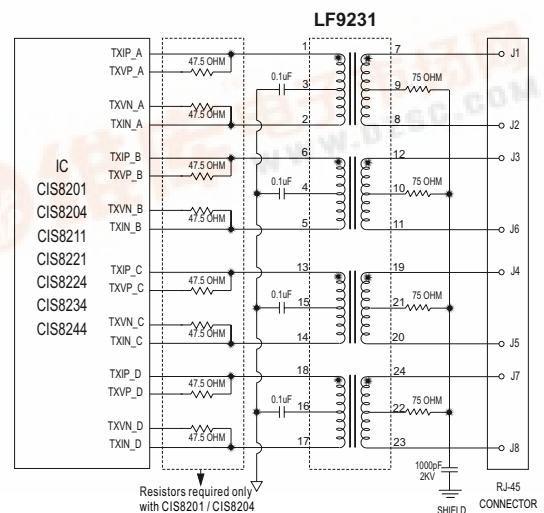 LF9231
IC
CIS8201
CIS8204
CIS8211
CIS8221
CIS8224
CIS8234
CIS8244
TXIP_A
TXVP_A
TXVN_A
TXIN_A
TXIP_B
TXVP_B
TXVN_B
TXIN_B
TXIP_C
TXVP_C
TXVN_C
TXIN_C
TXIP_D
TXVP_D
TXVN_D
TXIN_D
47.5 OHM
47.5 OHM
47.5 OHM
47.5 OHM
47.5 OHM
47.5 OHM
47.5 OHM
47.5 OHM
0.1uF
0.1uF
0.1uF
0.1uF
1
3
2
6
4
5
13
15
14
18
16
17
7
9
8
12
10
11
19
21
20
24
22
23
75 OHM
75 OHM
75 OHM
75 OHM
J1
J2
J3
J6
J4
J5
J7
J8
1000pF
2KV
SHIELD
RJ-45
CONNECTOR
Resistors required only
with CIS8201 / CIS8204
WWW.DZSC.COM